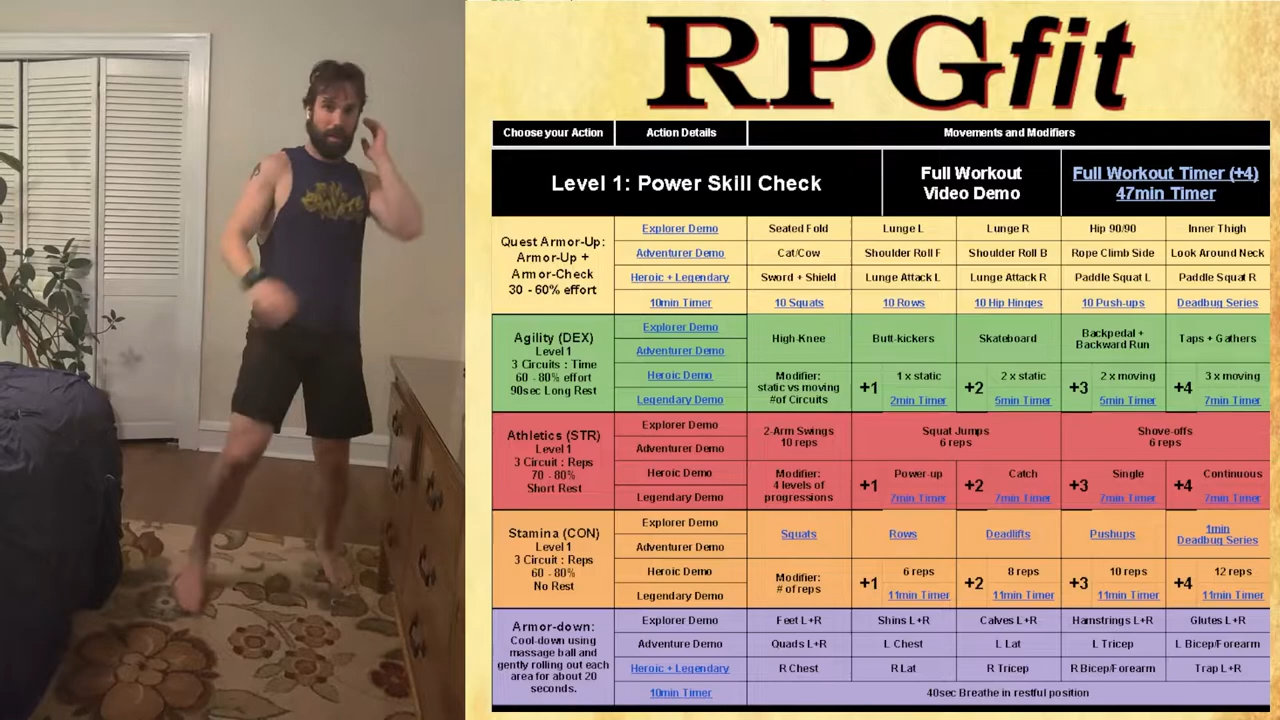 RPGfit
Choose your Action
Action Details
Movements and Modifiers
Level 1: Power Skill Check
Full Workout
Video Demo
Full Workout Timer (+4)
47min Timer
Quest Armor-Up:
Armor-Up +
Armor-Check
30 - 60% effort
Explorer Demo
Seated Fold
Lunge L
Lunge R
Hip 90/90
Inner Thigh
Adventurer Demo
Cat/Cow
Shoulder Roll F
Shoulder Roll B
Rope Climb Side
Look Around Neck
Heroic + Legendary
Sword + Shield
Lunge Attack L
Lunge Attack R
Paddle Squat L
Paddle Squat R
10min Timer
10 Squats
10 Rows
10 Hip Hinges
10 Push-ups
Deadbug Series
Agility (DEX)
Level 1
3 Circuits : Time
60 - 80% effort
90sec Long Rest
Explorer Demo
Adventurer Demo
High-Knee
Butt-kickers
Skateboard
Backpedal +
Backward Run
Taps + Gathers
Heroic Demo
Legendary Demo
Modifier:
static vs moving
#of Circuits
+1
1 x static
2min Timer
+2
2 x static
5min Timer
+3
2 x moving
5min Timer
+4
3 x moving
7min Timer
Athletics (STR)
Level 1
3 Circuit : Reps
70 - 80%
Short Rest
Explorer Demo
Adventurer Demo
2-Arm Swings
10 reps
Squat Jumps
6 reps
Shove-offs
6 reps
Heroic Demo
Legendary Demo
Modifier:
4 levels of
progressions
+1
Power-up
7min Timer
+2
Catch
7min Timer
+3
Single
7min Timer
+4
Continuous
7min Timer
Stamina (CON)
Level 1
3 Circuit : Reps
60 - 80%
No Rest
Explorer Demo
Adventurer Demo
Squats
Rows
Deadlifts
Pushups
1min
Deadbug Series
Heroic Demo
Legendary Demo
Modifier:
# of reps
+1
6 reps
11min Timer
+2
8 reps
11min Timer
+3
10 reps
11min Timer
+4
12 reps
11min Timer
Armor-down:
Cool-down using
massage ball and
gently rolling out each
area for about 20
seconds.
Explorer Demo
Feet L+R
Shins L+R
Calves L+R
Hamstrings L+R
Glutes L+R
Adventure Demo
Quads L+R
L Chest
L Lat
L Tricep
L Bicep/Forearm
Heroic + Legendary
R Chest
R Lat
R Tricep
R Bicep/Forearm
Trap L+R
10min Timer
40sec Breathe in restful position